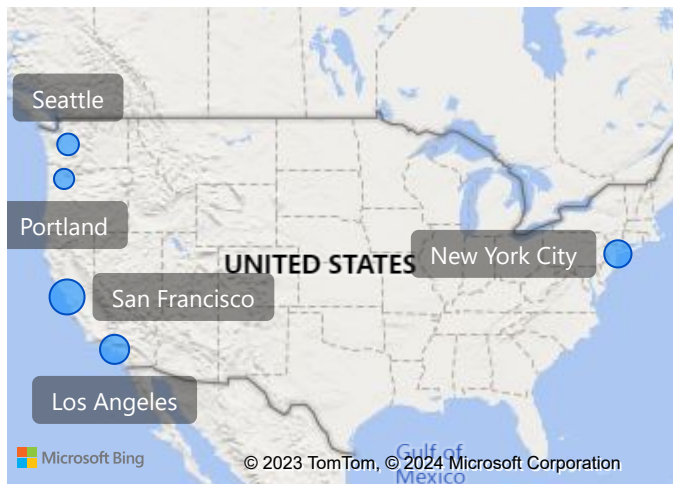 Seattle
Portland
New York City
UNITED STATES
San Francisco
Los Angeles
Gulf of
Mexico
Microsoft Bing
© 2023 TomTom, © 2024 Microsoft Corporation